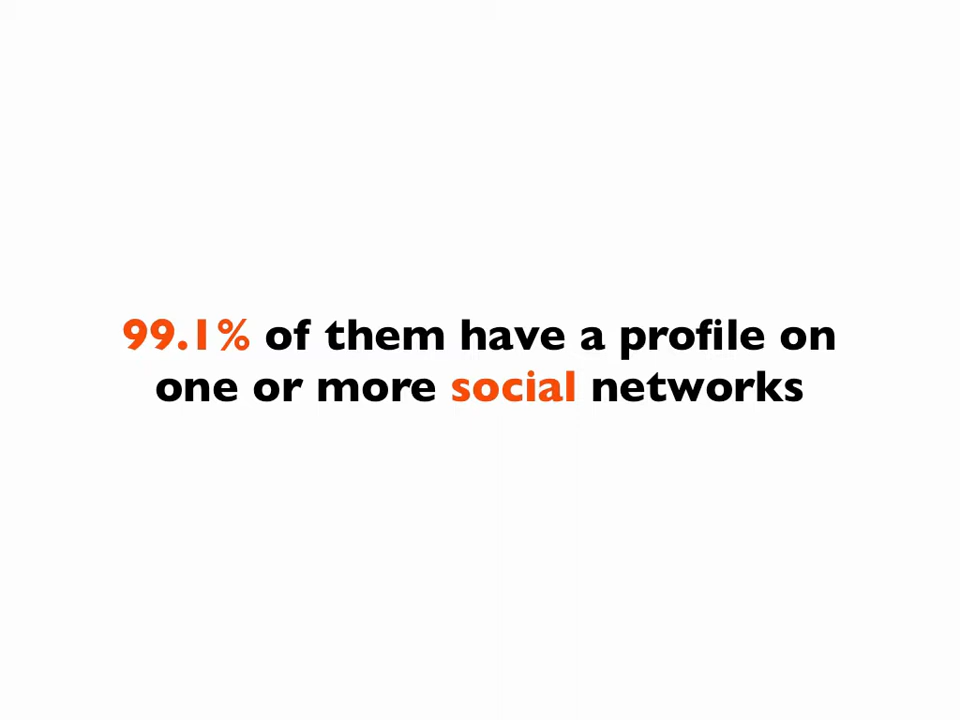 99.1% of them have a profile on
one or more social networks